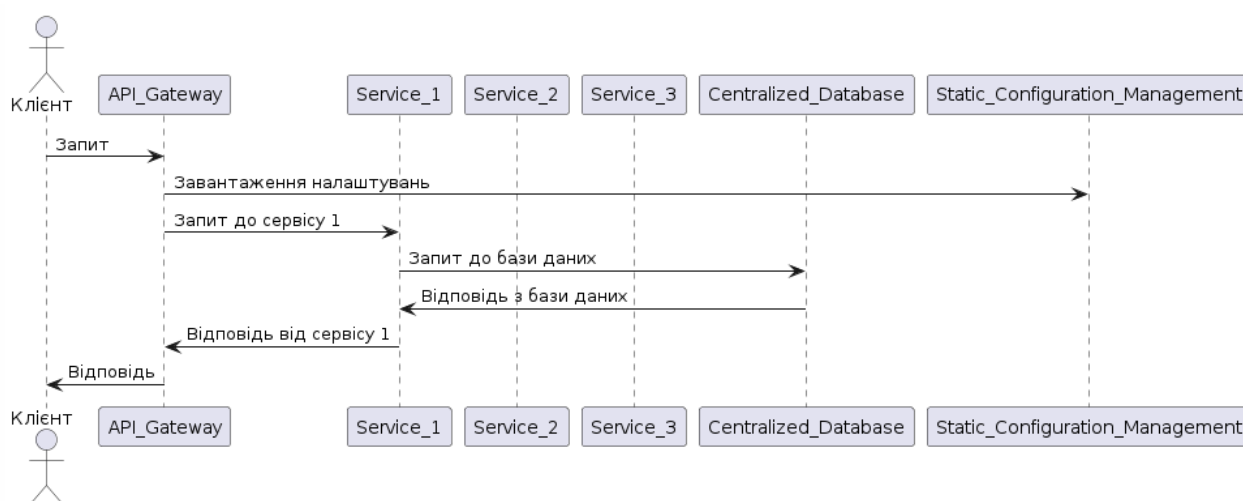 Клієнт
API_Gateway
Service_1
Service_2
Service_3
Centralized_Database
Static_Configuration_Management
Запит
Завантаження налаштувань
Запит до сервісу 1
Запит до бази даних
Відповідь з бази даних
Відповідь від сервісу 1
Відповідь
Клієнт
API_Gateway
Service_1
Service_2
Service_3
Centralized_Database
Static_Configuration_Management